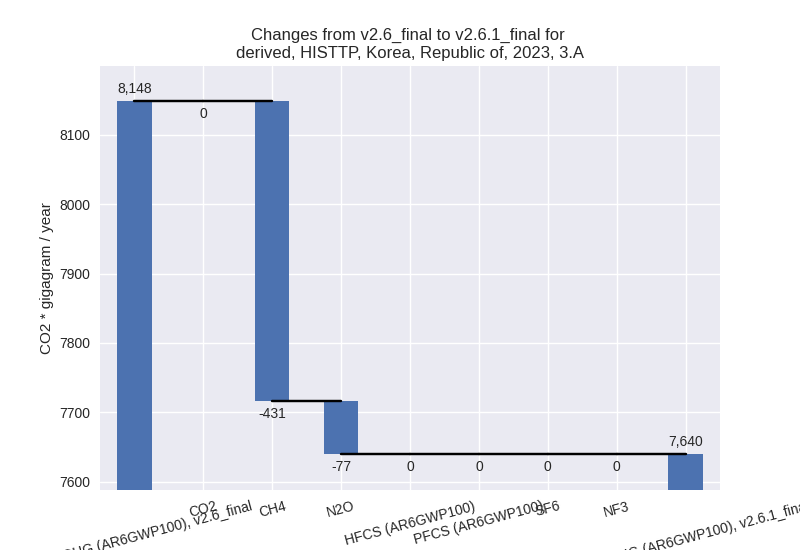 Changes from v2.6_final to v2.6.1_final for
derived, HISTTP, Korea, Republic of, 2023, 3.A
8,148
0
-431
-77
0
0
0
0
7,640
8100
8000
7900
7800
7700
7600
CO2 * gigagram / year
(AR6GWP100), v2.6_final
CO2
CH4
N2O
HFCS (AR6GWP100)
PFCS (AR6GWP100)
SF6
NF3
(AR6GWP100), v2.6.1_fina